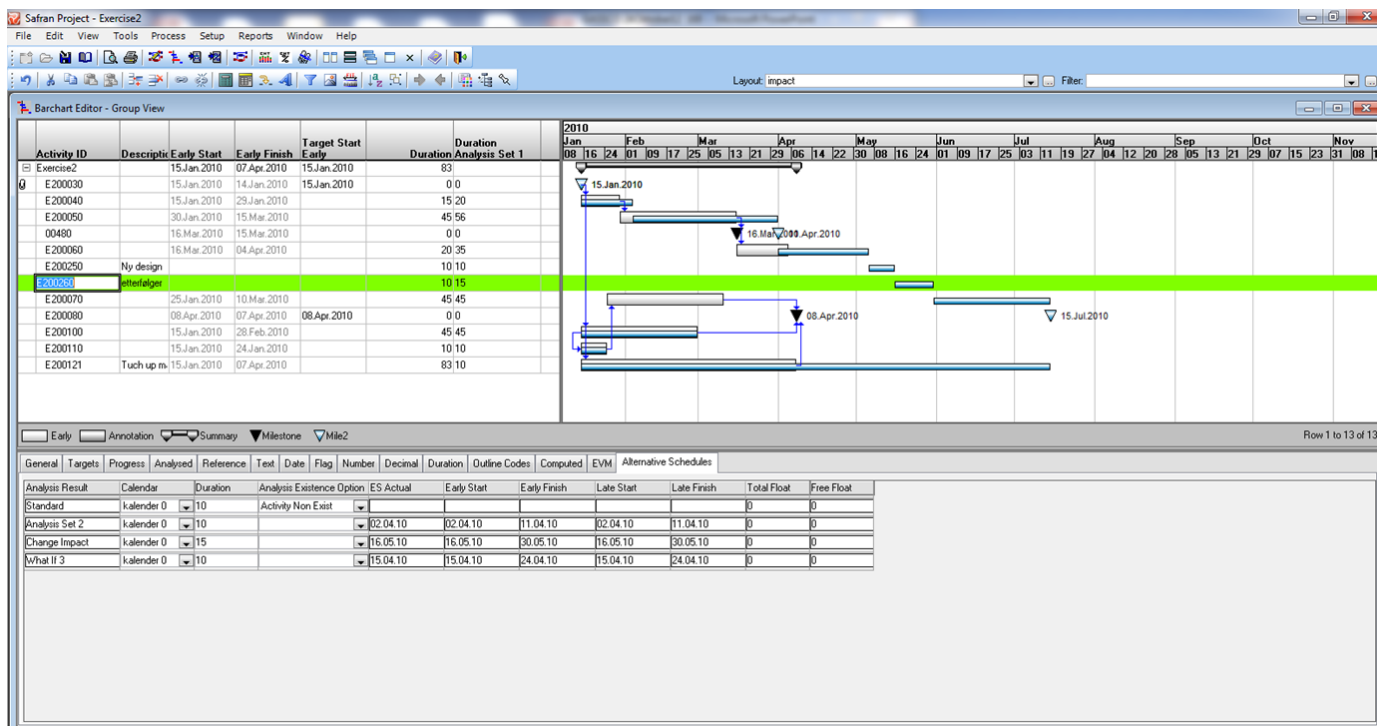 Safran Project - Exercise2
File Edit View Tools Process Setup Reports Window Help
Layout: impact Filter:
Barchart Editor - Group View
Activity ID Descriptic Early Start Early Finish Target Start Early Duration Duration Analysis Set 1
2010
Jan Feb Mar Apr May Jun Jul Aug Sep Oct Nov
08 16 24 01 09 17 25 05 13 21 29 06 14 22 30 08 16 24 01 09 17 25 03 11 19 27 04 12 20 28 05 13 21 29 07 15 23 31 08
Exercise2 15.Jan.2010 07.Apr.2010 15.Jan.2010 83
E200030 15.Jan.2010 14.Jan.2010 15.Jan.2010 0 0 15.Jan.2010
E200040 15.Jan.2010 29.Jan.2010 15 20
E200050 30.Jan.2010 15.Mar.2010 45 56
00480 16.Mar.2010 15.Mar.2010 0 0 16.Mar .Apr.2010
E200060 16.Mar.2010 04.Apr.2010 20 35
E200250 Ny design 10 10
E200260 etterfølger 10 15
E200070 25.Jan.2010 10.Mar.2010 45 45
E200080 08.Apr.2010 07.Apr.2010 08.Apr.2010 0 0 08.Apr.2010 15.Jul.2010
E200100 15.Jan.2010 28.Feb.2010 45 45
E200110 15.Jan.2010 24.Jan.2010 10 10
E200121 Tuch up m 15.Jan.2010 07.Apr.2010 83 10
Early Annotation Summary Milestone Mile2 Row 1 to 13 of 13
General Targets Progress Analysed Reference Text Date Flag Number Decimal Duration Outline Codes Computed EVM Alternative Schedules
Analysis Result Calendar Duration Analysis Existence Option ES Actual Early Start Early Finish Late Start Late Finish Total Float Free Float
Standard kalender 0 10 Activity Non Exist 0 0
Analysis Set 2 kalender 0 10 02.04.10 02.04.10 11.04.10 02.04.10 11.04.10 0 0
Change Impact kalender 0 15 16.05.10 16.05.10 30.05.10 16.05.10 30.05.10 0 0
What If 3 kalender 0 10 15.04.10 15.04.10 24.04.10 15.04.10 24.04.10 0 0